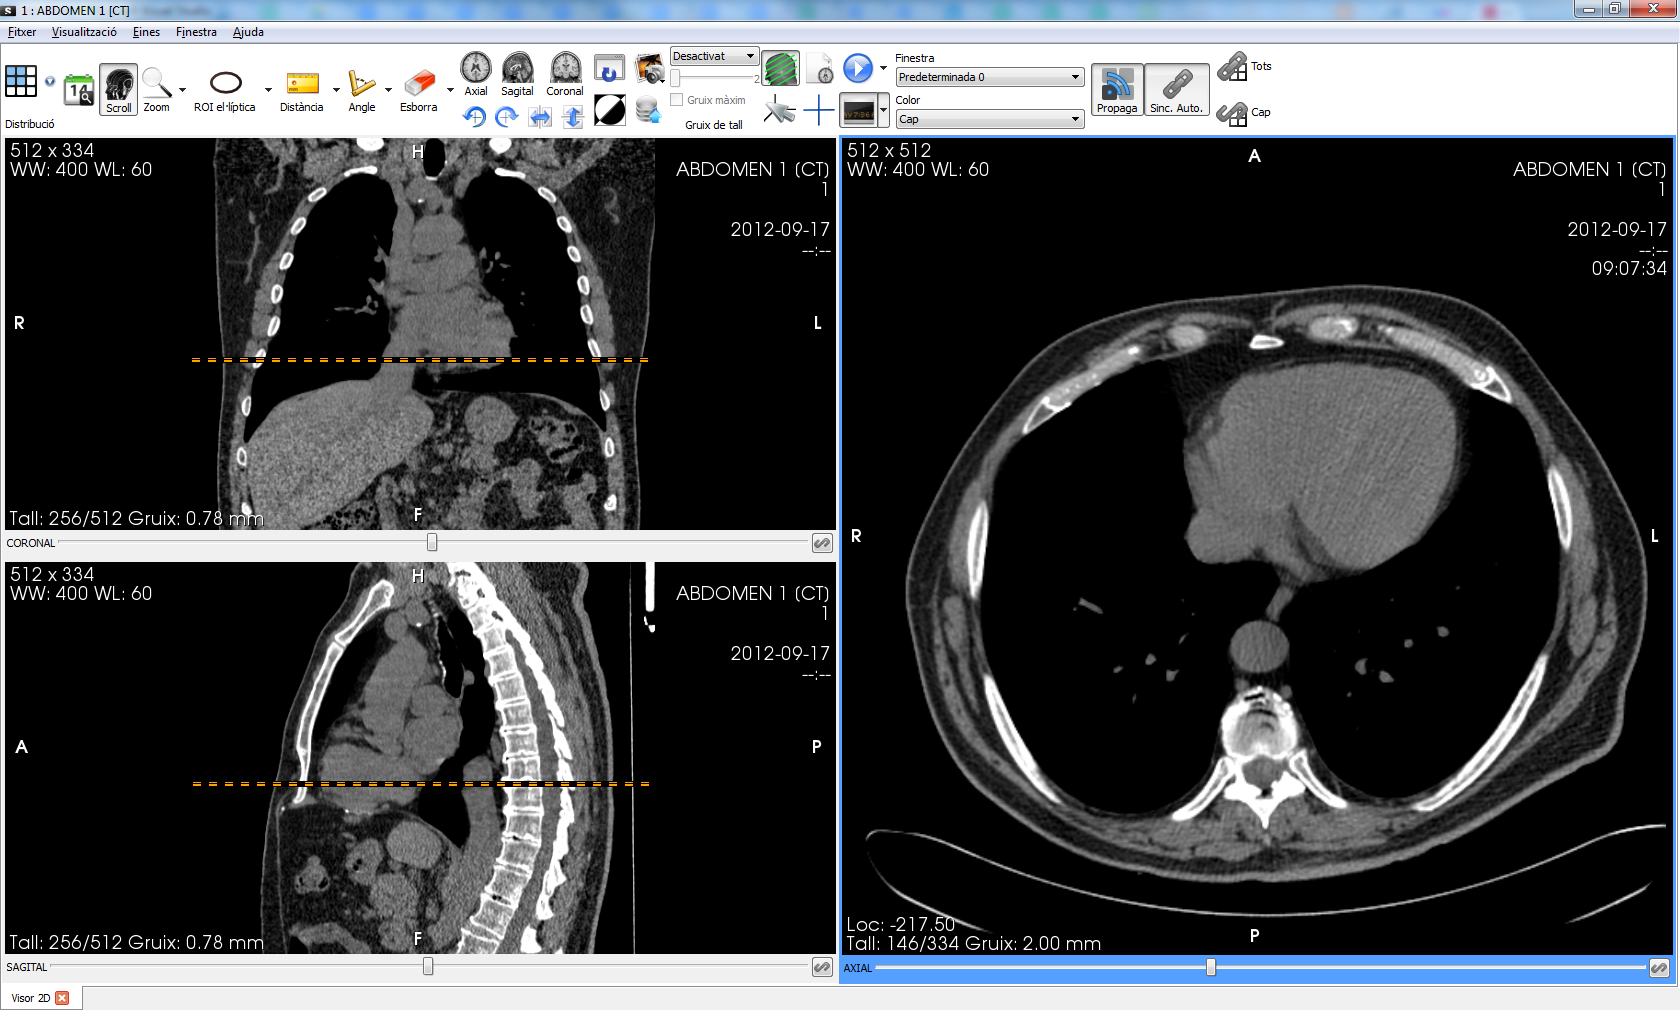 1 : ABDOMEN 1 [CT]
Fitxer Visualització Eines Finestra Ajuda
Distribució
14
Scroll
Zoom
ROI el·líptica
Distància
Angle
Esborra
Axial
Sagital
Coronal
Desactivat
2
Gruix màxim
Gruix de tall
Finestra
Predeterminada 0
Color
Cap
Propaga
Sinc. Auto.
Tots
Cap
512 x 334
WW: 400 WL: 60
H
ABDOMEN 1 (CT)
1
2012-09-17
--:--
R
L
Tall: 256/512 Gruix: 0.78 mm
F
CORONAL
512 x 334
WW: 400 WL: 60
H
ABDOMEN 1 (CT)
1
2012-09-17
--:--
A
P
Tall: 256/512 Gruix: 0.78 mm
F
SAGITAL
512 x 512
WW: 400 WL: 60
A
ABDOMEN 1 (CT)
1
2012-09-17
--:--
09:07:34
R
L
Loc: -217.50
Tall: 146/334 Gruix: 2.00 mm
P
AXIAL
Visor 2D